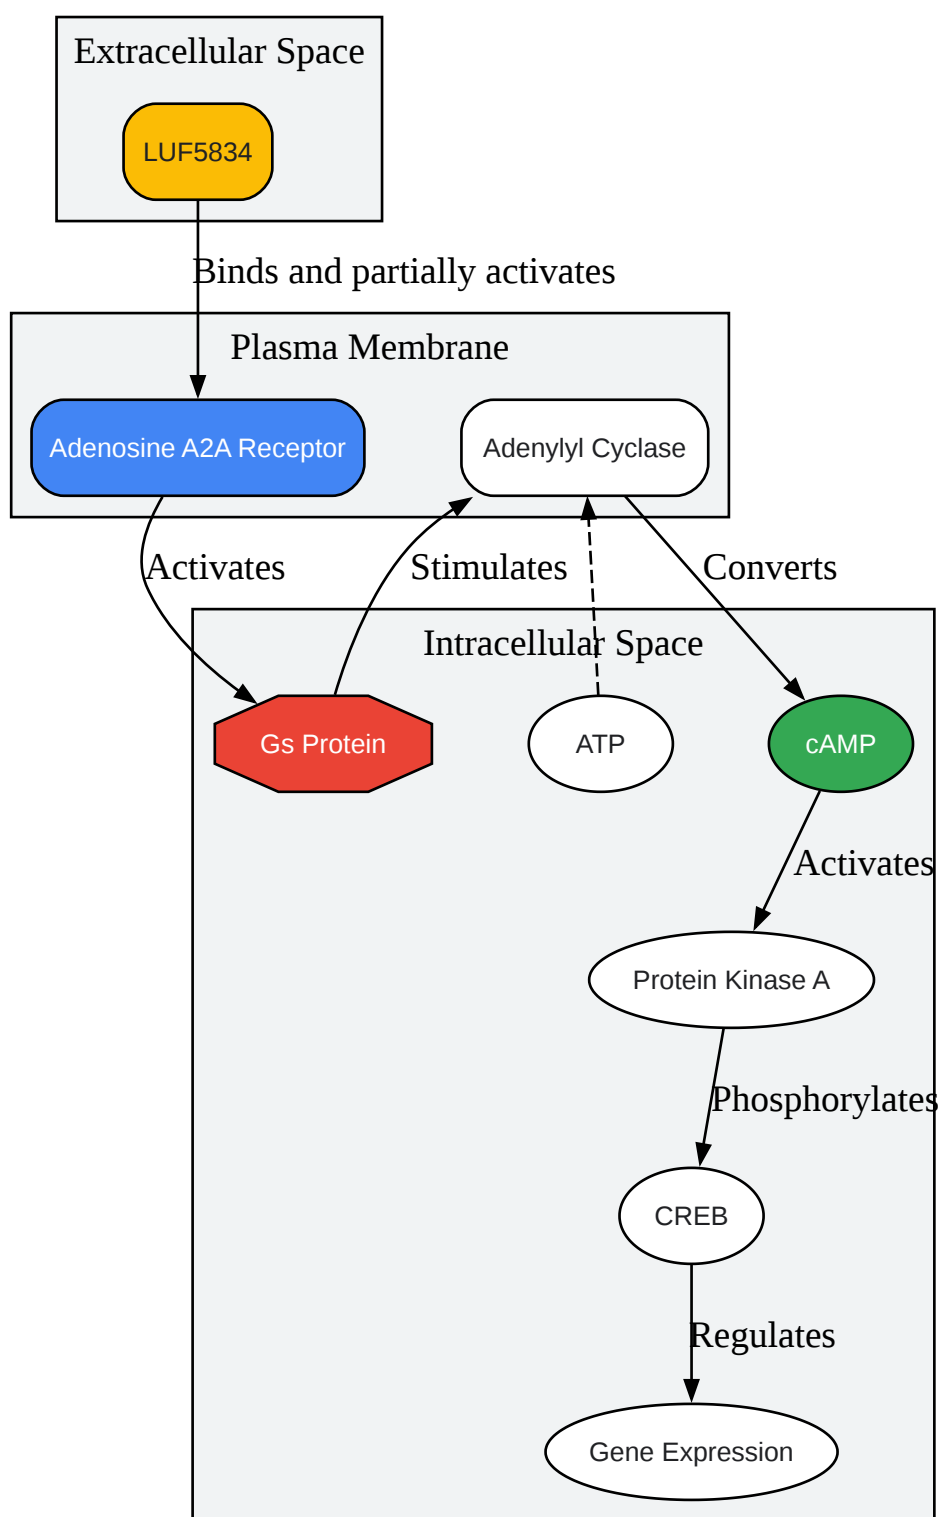 Extracellular Space
LUF5834
Binds and partially activates
Plasma Membrane
Adenosine A2A Receptor
Adenylyl Cyclase
Activates
Stimulates
Converts
Intracellular Space
Gs Protein
ATP
cAMP
Activates
Protein Kinase A
Phosphorylates
CREB
Regulates
Gene Expression